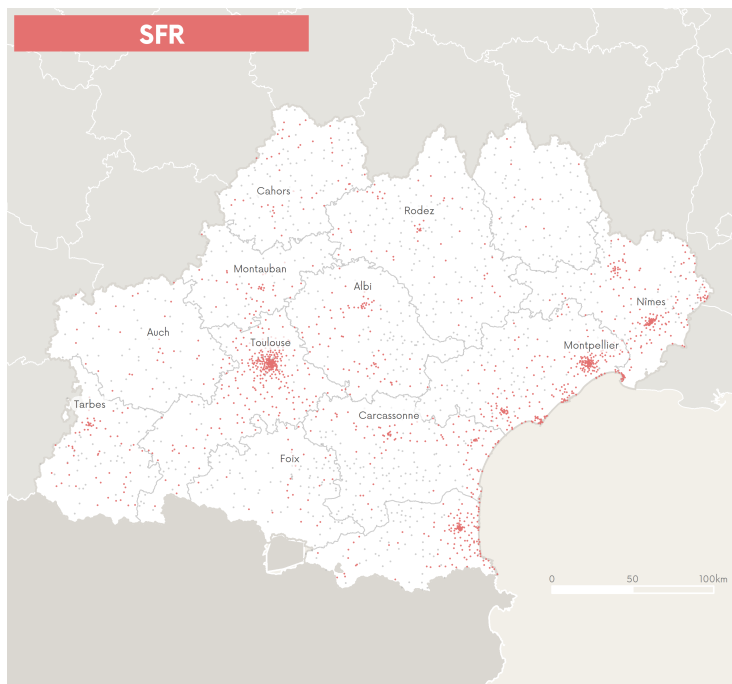 SFR
Cahors
Rodez
Montauban
Albi
Nîmes
Auch
Toulouse
Montpellier
Tarbes
Carcassonne
Foix
0 50 100km